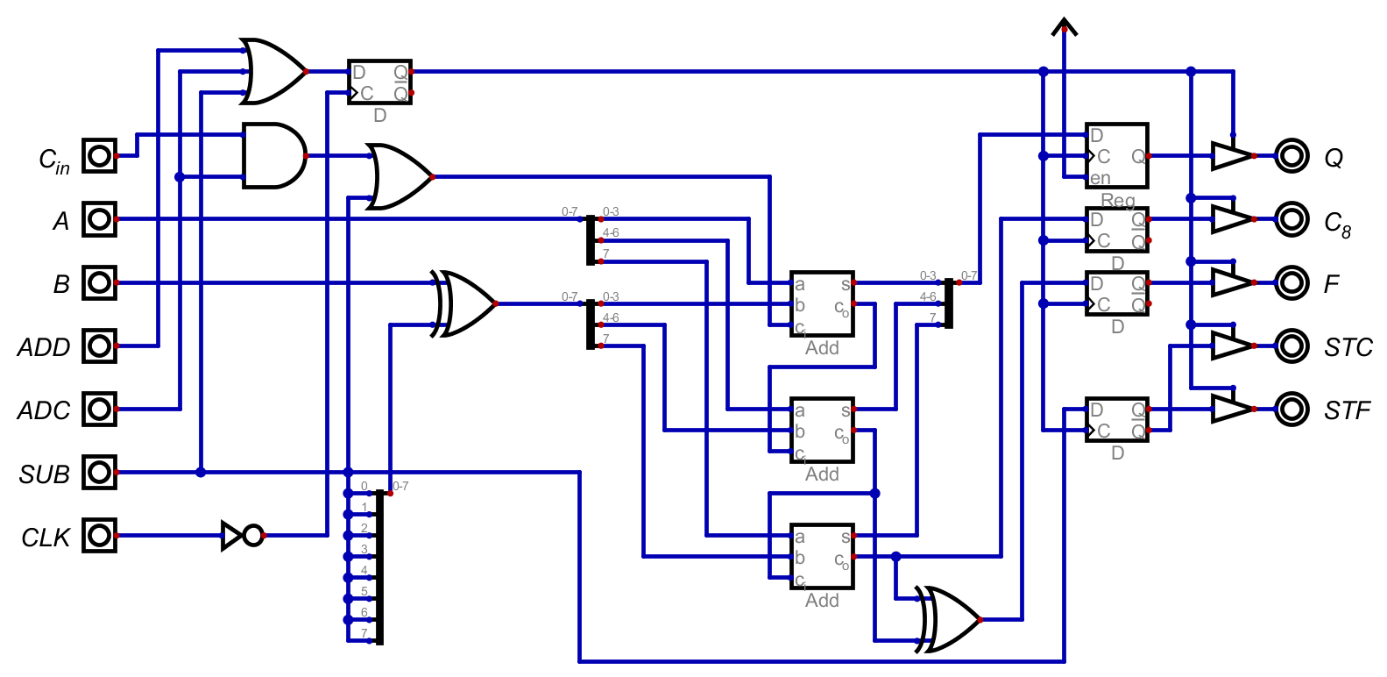 D Q
C Q
D
C_in
A
B
ADD
ADC
SUB
CLK
0-7 0-3
4-6
7
0-7 0-3
4-6
7
0 0-7
1
2
3
4
5
6
7
a s
b c_o
c_i
Add
a s
b c_o
c_i
Add
a s
b c_o
c_i
Add
0-3 0-7
4-6
7
D
C Q
en
Reg
D Q
C Q
D
D Q
C Q
D
D Q
C Q
D
Q
C_8
F
STC
STF